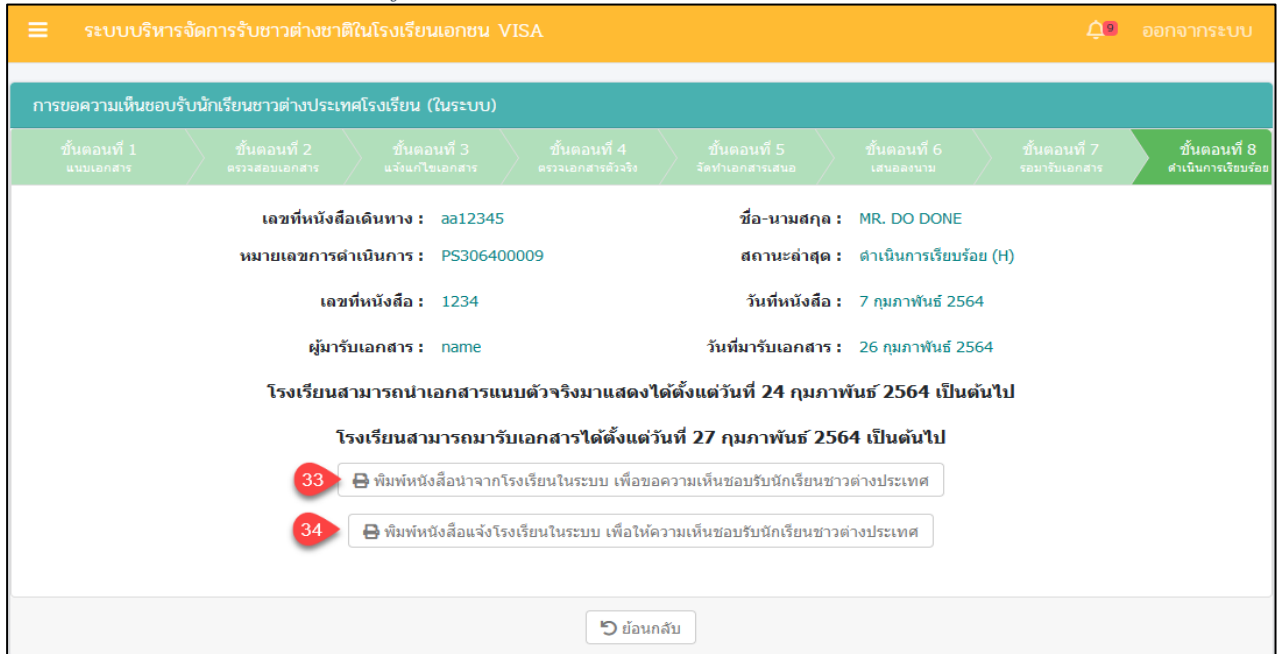 ระบบบริหารจัดการรับชาวต่างชาติในโรงเรียนเอกชน VISA
9
ออกจากระบบ
การขอความเห็นชอบรับนักเรียนชาวต่างประเทศโรงเรียน (ในระบบ)
ขั้นตอนที่ 1
แนบเอกสาร
ขั้นตอนที่ 2
ตรวจสอบเอกสาร
ขั้นตอนที่ 3
แจ้งแก้ไขเอกสาร
ขั้นตอนที่ 4
ตรวจเอกสารตัวจริง
ขั้นตอนที่ 5
จัดทำเอกสารเสนอ
ขั้นตอนที่ 6
เสนอลงนาม
ขั้นตอนที่ 7
รอมารับเอกสาร
ขั้นตอนที่ 8
ดำเนินการเรียบร้อย
เลขที่หนังสือเดินทาง : aa12345
ชื่อ-นามสกุล : MR. DO DONE
หมายเลขการดำเนินการ : PS306400009
สถานะล่าสุด : ดำเนินการเรียบร้อย (H)
เลขที่หนังสือ : 1234
วันที่หนังสือ : 7 กุมภาพันธ์ 2564
ผู้มารับเอกสาร : name
วันที่มารับเอกสาร : 26 กุมภาพันธ์ 2564
โรงเรียนสามารถนำเอกสารแนบตัวจริงมาแสดงได้ตั้งแต่วันที่ 24 กุมภาพันธ์ 2564 เป็นต้นไป
โรงเรียนสามารถมารับเอกสารได้ตั้งแต่วันที่ 27 กุมภาพันธ์ 2564 เป็นต้นไป
33 พิมพ์หนังสือนำจากโรงเรียนในระบบ เพื่อขอความเห็นชอบรับนักเรียนชาวต่างประเทศ
34 พิมพ์หนังสือแจ้งโรงเรียนในระบบ เพื่อให้ความเห็นชอบรับนักเรียนชาวต่างประเทศ
ย้อนกลับ